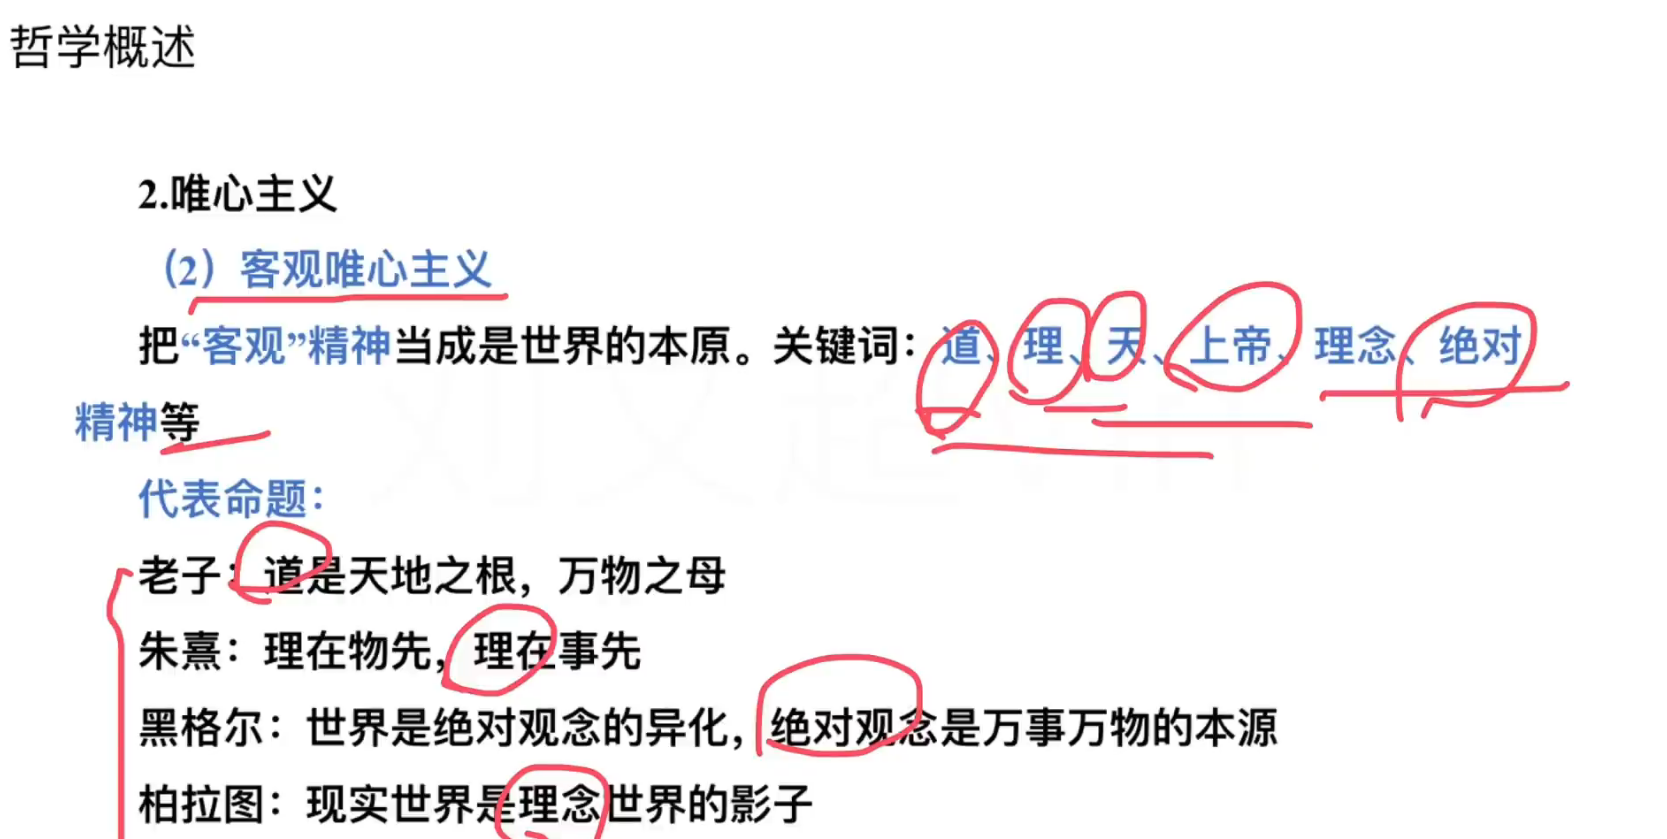 哲学概述
2.唯心主义
（2）客观唯心主义
把“客观”精神当成是世界的本原。关键词：道、理、天、上帝、理念、绝对
精神等
代表命题：
老子：道是天地之根，万物之母
朱熹：理在物先，理在事先
黑格尔：世界是绝对观念的异化，绝对观念是万事万物的本源
柏拉图：现实世界是理念世界的影子